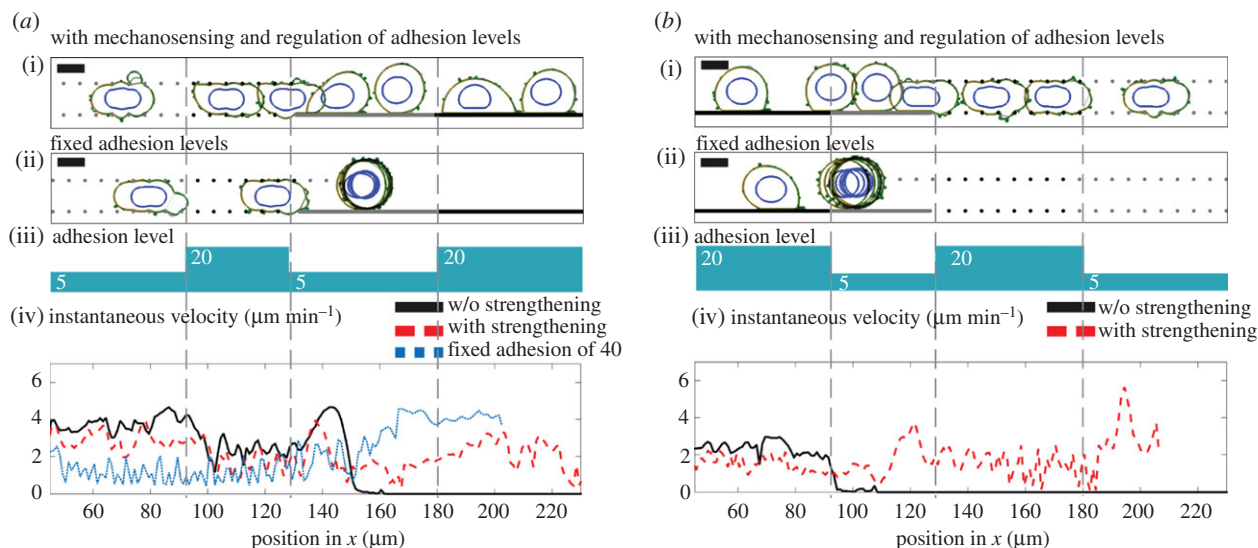 (a)
with mechanosensing and regulation of adhesion levels
(i)
fixed adhesion levels
(ii)
(iii) adhesion level
5
20
5
20
w/o strengthening
(iv) instantaneous velocity (μm min−1)
with strengthening
fixed adhesion of 40
6
4
2
0
60 80 100 120 140 160 180 200 220
position in x (μm)
(b)
with mechanosensing and regulation of adhesion levels
(i)
fixed adhesion levels
(ii)
(iii) adhesion level
20
5
20
5
w/o strengthening
(iv) instantaneous velocity (μm min−1)
with strengthening
6
4
2
0
60 80 100 120 140 160 180 200 220
position in x (μm)